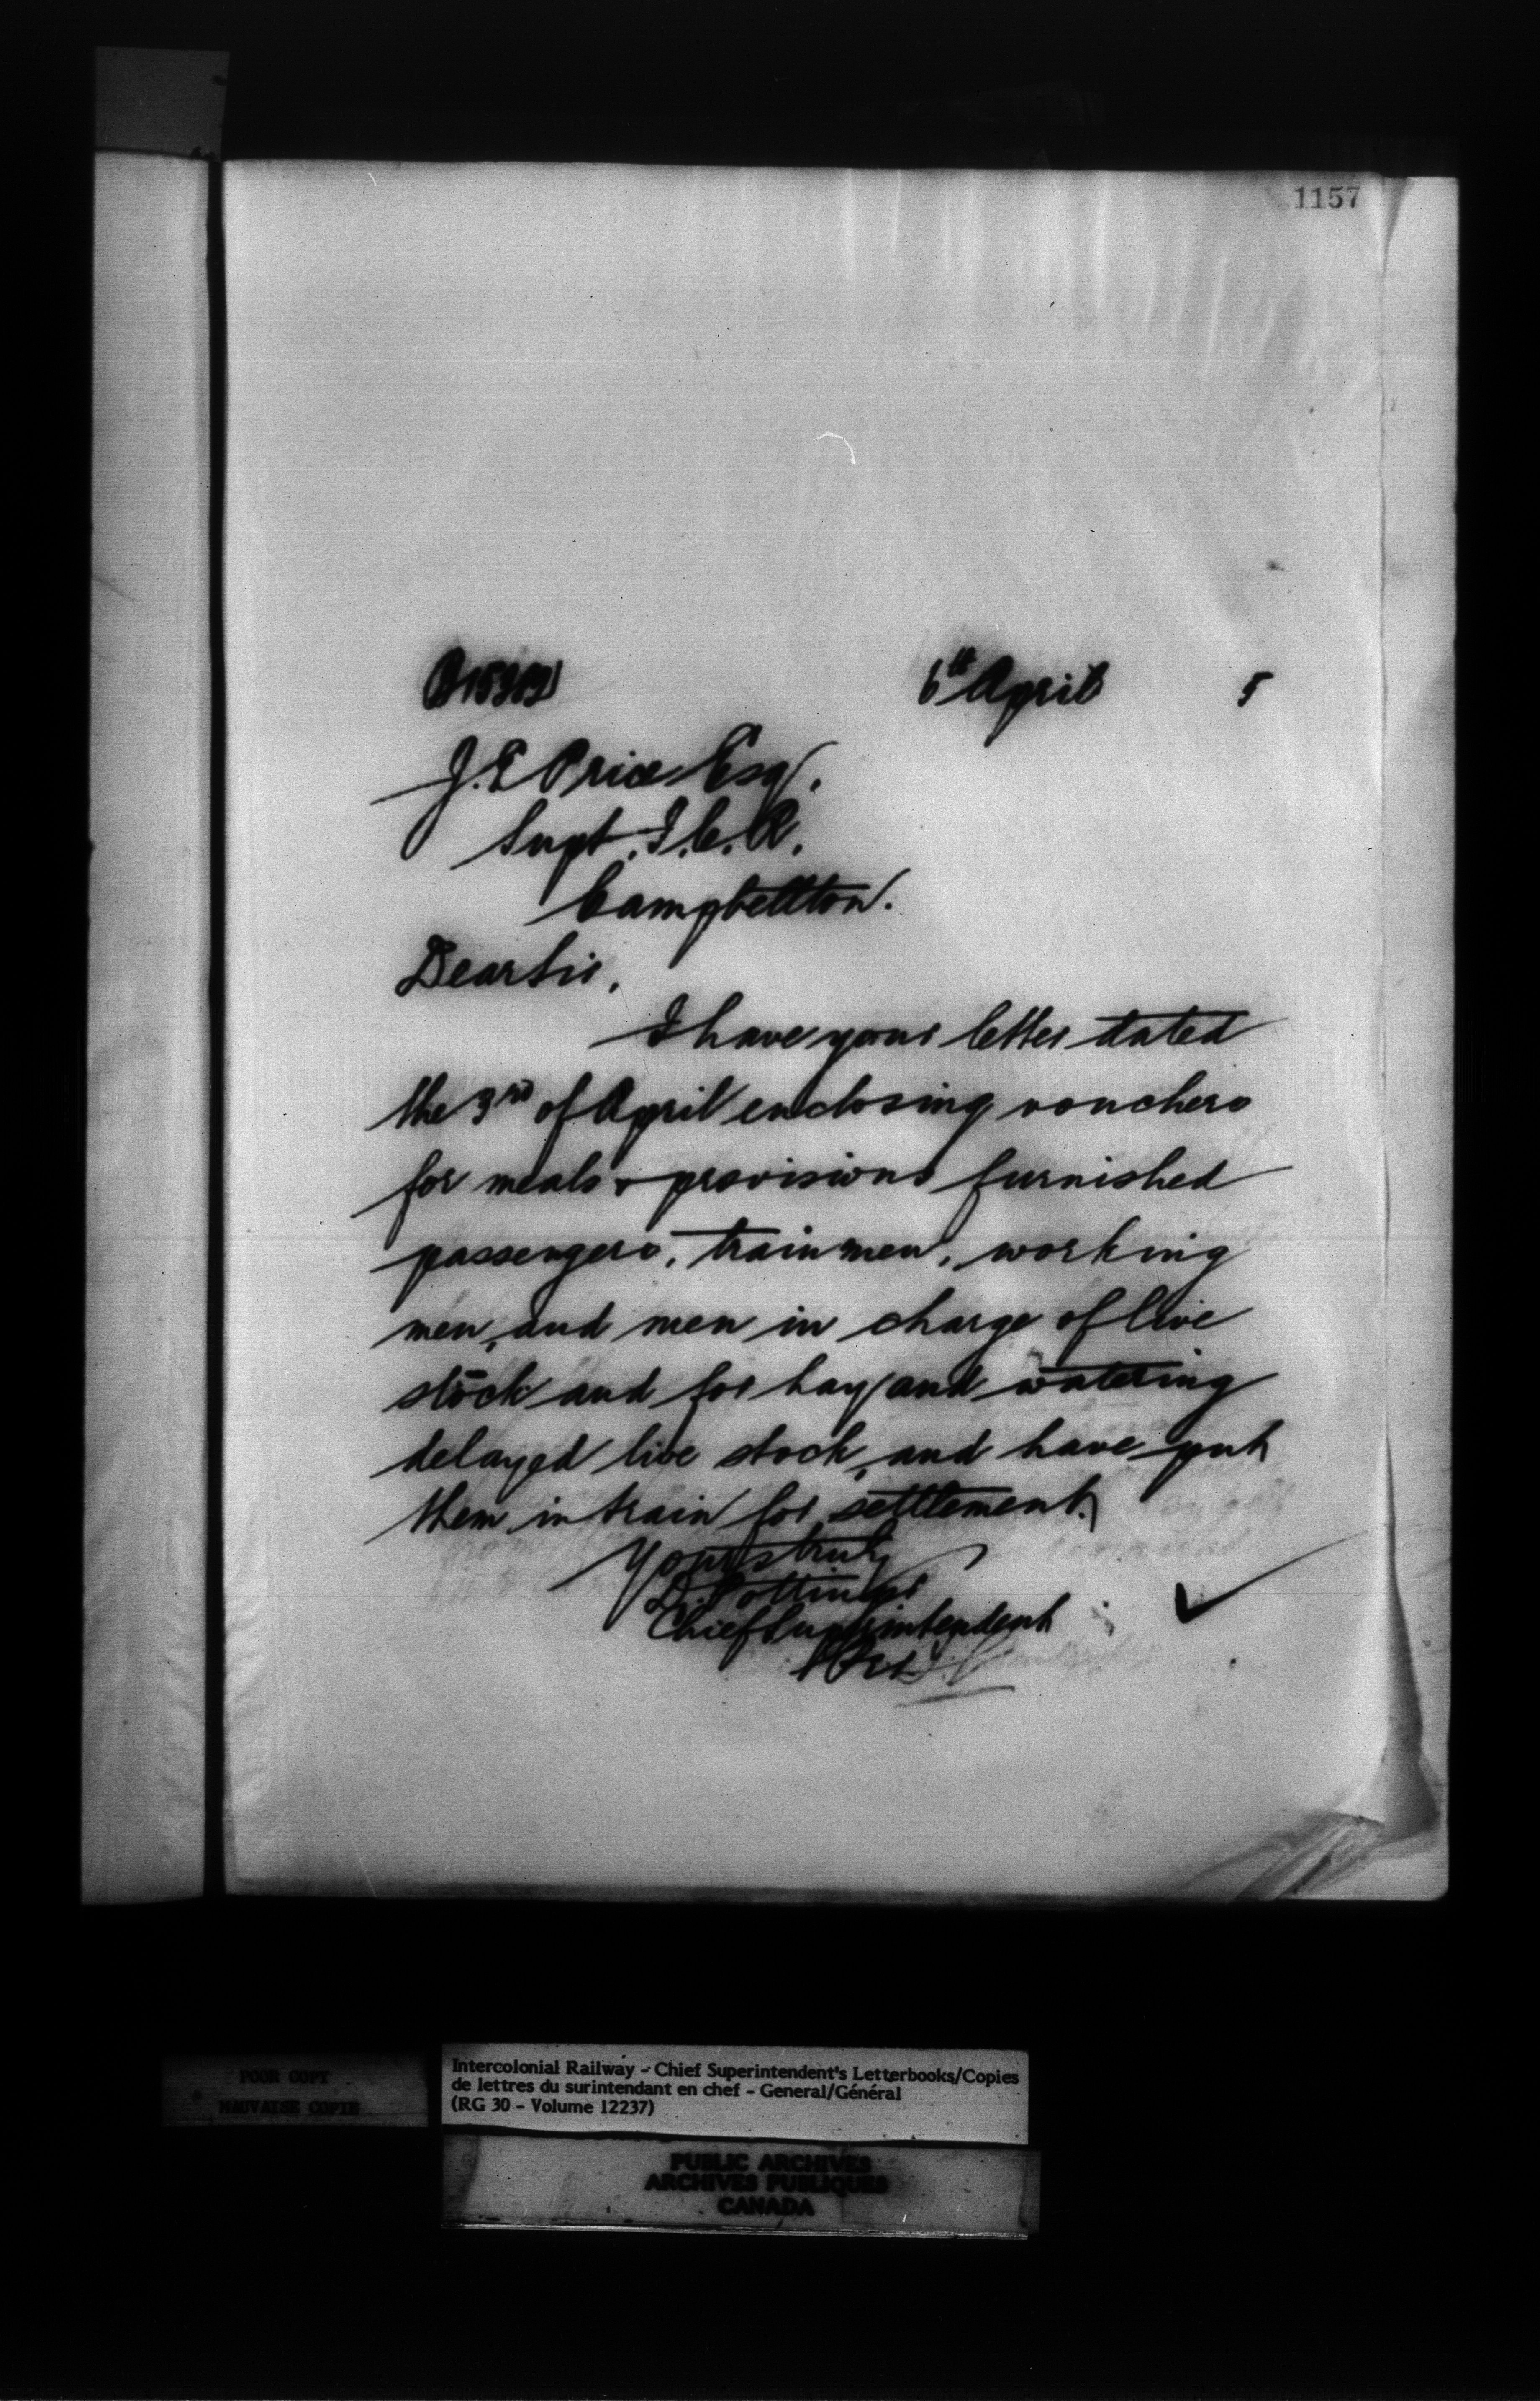 1157
6th April 5
J. E Price Esq.
Supt. I. C. R.
Campbellton.
Dear Sir,
I have your letter dated
the 3rd of April enclosing vouchers
for meals & provisions furnished
passengers, train men, working
men, and men in charge of live
stock and for hay and watering
delayed live stock, and have put
them in train for settlement.
Yours truly
D. Pottinger
Chief Superintendent
POOR COPY
MAUVAISE COPIE
Intercolonial Railway - Chief Superintendent's Letterbooks/Copies
de lettres du surintendant en chef - General/Général
(RG 30 - Volume 12237)
PUBLIC ARCHIVES
ARCHIVES PUBLIQUES
CANADA